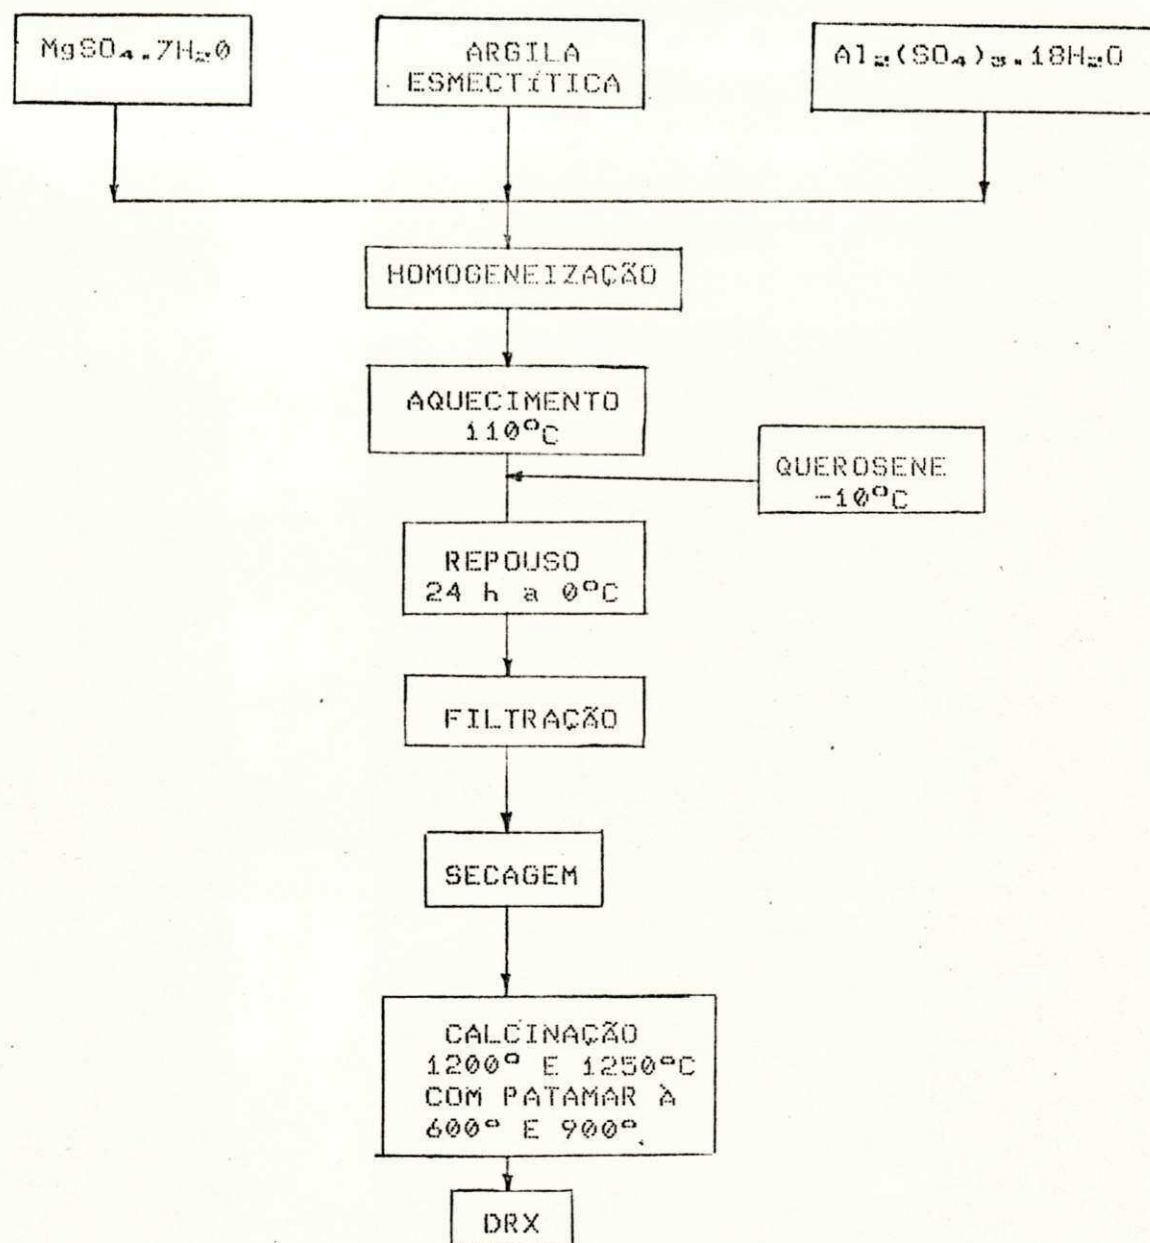 MgSO₄.7H₂0
ARGILA
ESMECTÍTICA
Al₂(SO₄)₃.18H₂O
HOMOGENEIZAÇÃO
AQUECIMENTO
110ºC
QUEROSENE
-10ºC
REPOUSO
24 h a 0ºC
FILTRAÇÃO
SECAGEM
CALCINAÇÃO
1200º E 1250ºC
COM PATAMAR À
600º E 900º.
DRX